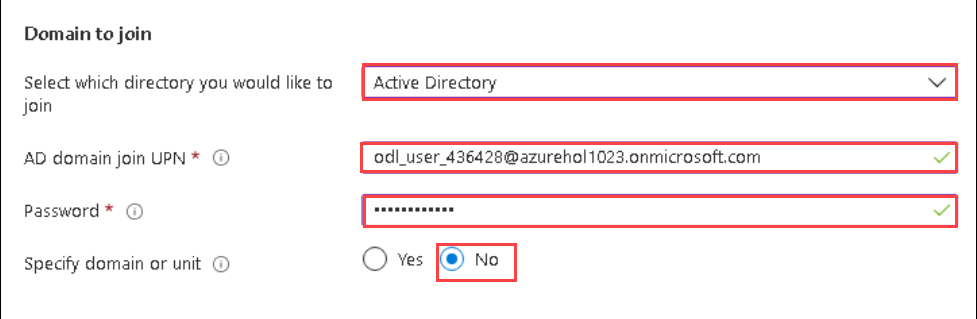 Domain to join
Select which directory you would like to join
Active Directory
AD domain join UPN *
odl_user_436428@azurehol1023.onmicrosoft.com
Password *
••••••••••••
Specify domain or unit
Yes
No